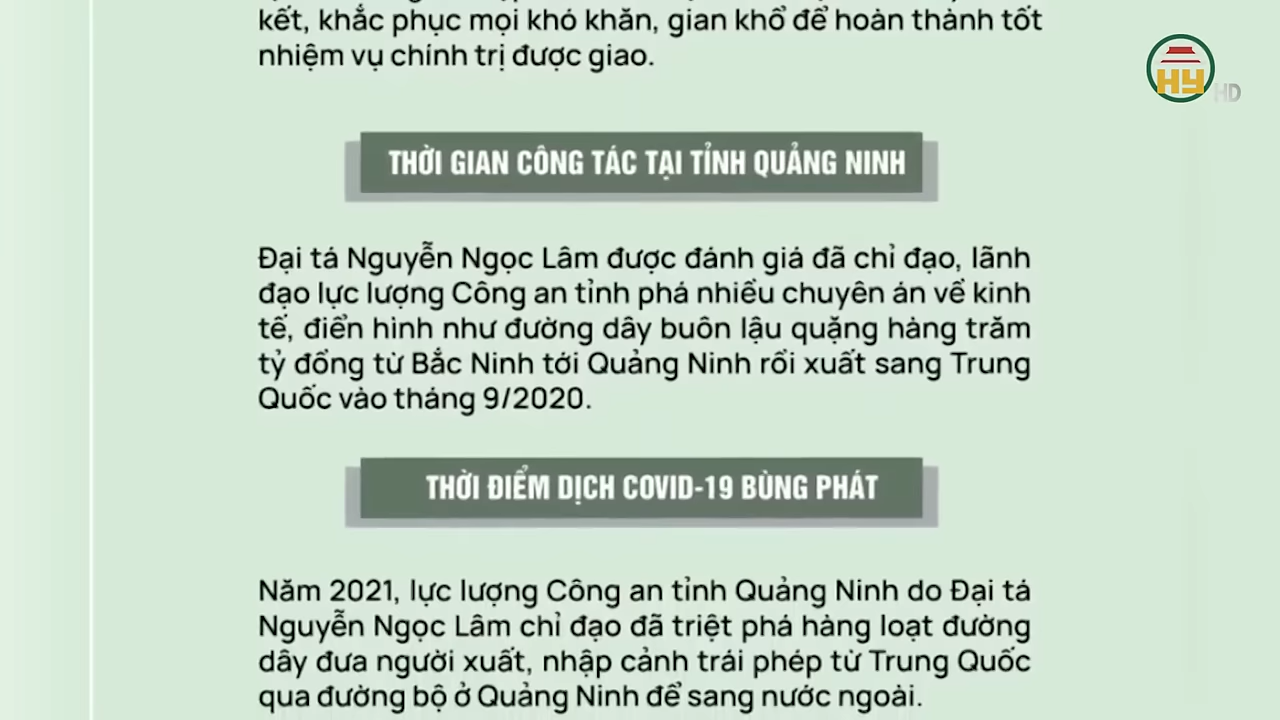 kết, khắc phục mọi khó khăn, gian khổ để hoàn thành tốt
nhiệm vụ chính trị được giao.
HY HD
THỜI GIAN CÔNG TÁC TẠI TỈNH QUẢNG NINH
Đại tá Nguyễn Ngọc Lâm được đánh giá đã chỉ đạo, lãnh
đạo lực lượng Công an tỉnh phá nhiều chuyên án về kinh
tế, điển hình như đường dây buôn lậu quặng hàng trăm
tỷ đồng từ Bắc Ninh tới Quảng Ninh rồi xuất sang Trung
Quốc vào tháng 9/2020.
THỜI ĐIỂM DỊCH COVID-19 BÙNG PHÁT
Năm 2021, lực lượng Công an tỉnh Quảng Ninh do Đại tá
Nguyễn Ngọc Lâm chỉ đạo đã triệt phá hàng loạt đường
dây đưa người xuất, nhập cảnh trái phép từ Trung Quốc
qua đường bộ ở Quảng Ninh để sang nước ngoài.